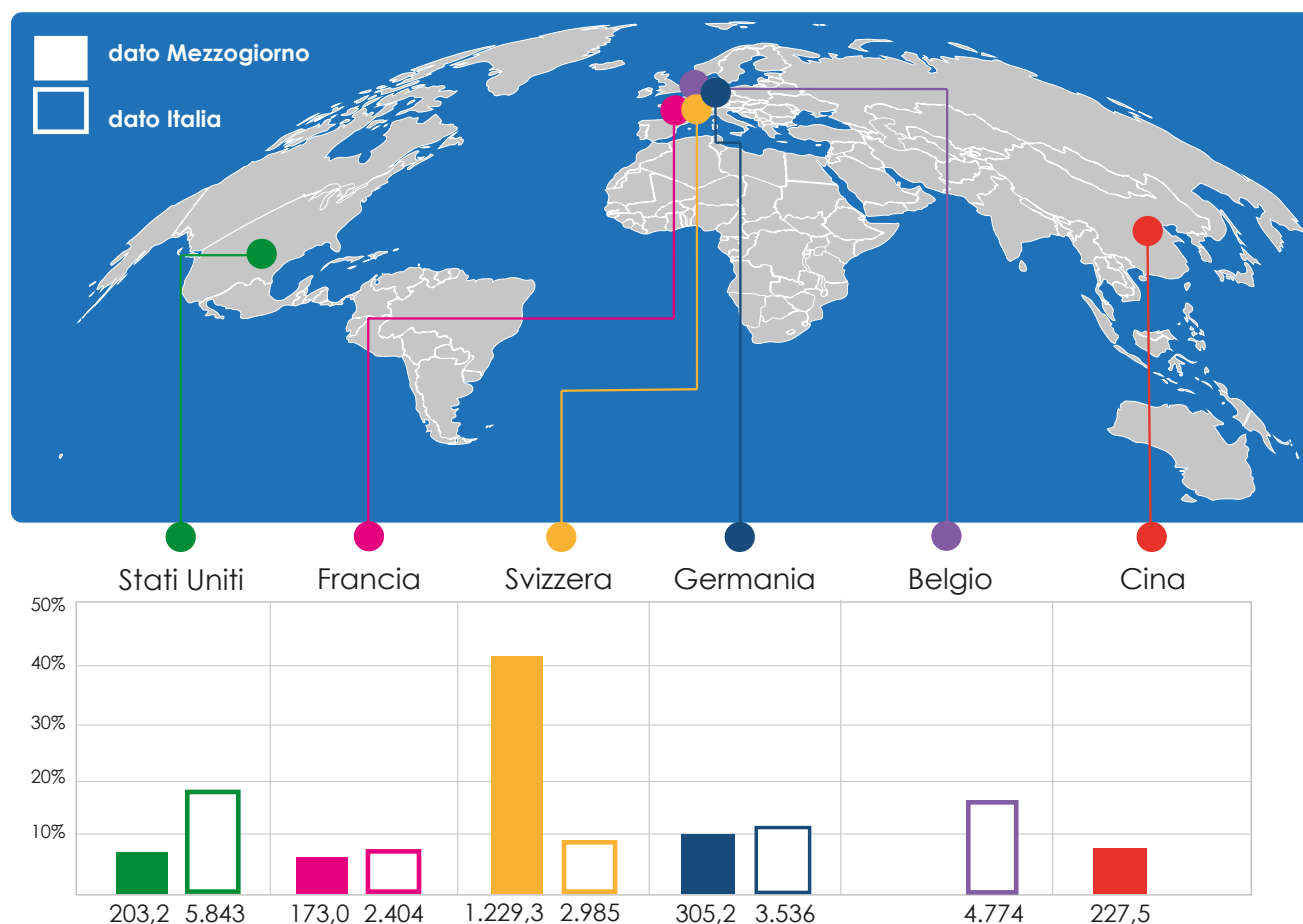 dato Mezzogiorno
dato Italia
Stati Uniti Francia Svizzera Germania Belgio Cina
50%
40%
30%
20%
10%
203,2 5.843 173,0 2.404 1.229,3 2.985 305,2 3.536 4.774 227,5